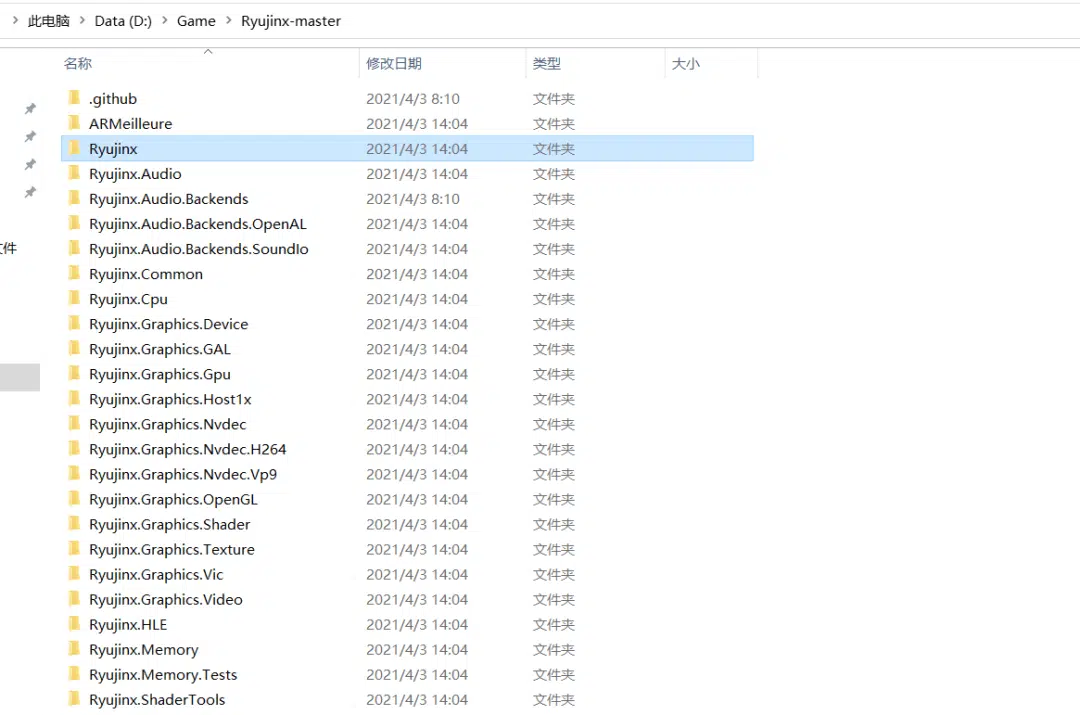 > 此电脑 > Data (D:) > Game > Ryujinx-master
名称 修改日期 类型 大小
.github 2021/4/3 8:10 文件夹
ARMeilleure 2021/4/3 14:04 文件夹
Ryujinx 2021/4/3 14:04 文件夹
Ryujinx.Audio 2021/4/3 14:04 文件夹
Ryujinx.Audio.Backends 2021/4/3 8:10 文件夹
Ryujinx.Audio.Backends.OpenAL 2021/4/3 14:04 文件夹
件 Ryujinx.Audio.Backends.SoundIo 2021/4/3 14:04 文件夹
Ryujinx.Common 2021/4/3 14:04 文件夹
Ryujinx.Cpu 2021/4/3 14:04 文件夹
Ryujinx.Graphics.Device 2021/4/3 14:04 文件夹
Ryujinx.Graphics.GAL 2021/4/3 14:04 文件夹
Ryujinx.Graphics.Gpu 2021/4/3 14:04 文件夹
Ryujinx.Graphics.Host1x 2021/4/3 14:04 文件夹
Ryujinx.Graphics.Nvdec 2021/4/3 14:04 文件夹
Ryujinx.Graphics.Nvdec.H264 2021/4/3 14:04 文件夹
Ryujinx.Graphics.Nvdec.Vp9 2021/4/3 14:04 文件夹
Ryujinx.Graphics.OpenGL 2021/4/3 14:04 文件夹
Ryujinx.Graphics.Shader 2021/4/3 14:04 文件夹
Ryujinx.Graphics.Texture 2021/4/3 14:04 文件夹
Ryujinx.Graphics.Vic 2021/4/3 14:04 文件夹
Ryujinx.Graphics.Video 2021/4/3 14:04 文件夹
Ryujinx.HLE 2021/4/3 14:04 文件夹
Ryujinx.Memory 2021/4/3 14:04 文件夹
Ryujinx.Memory.Tests 2021/4/3 14:04 文件夹
Ryujinx.ShaderTools 2021/4/3 14:04 文件夹